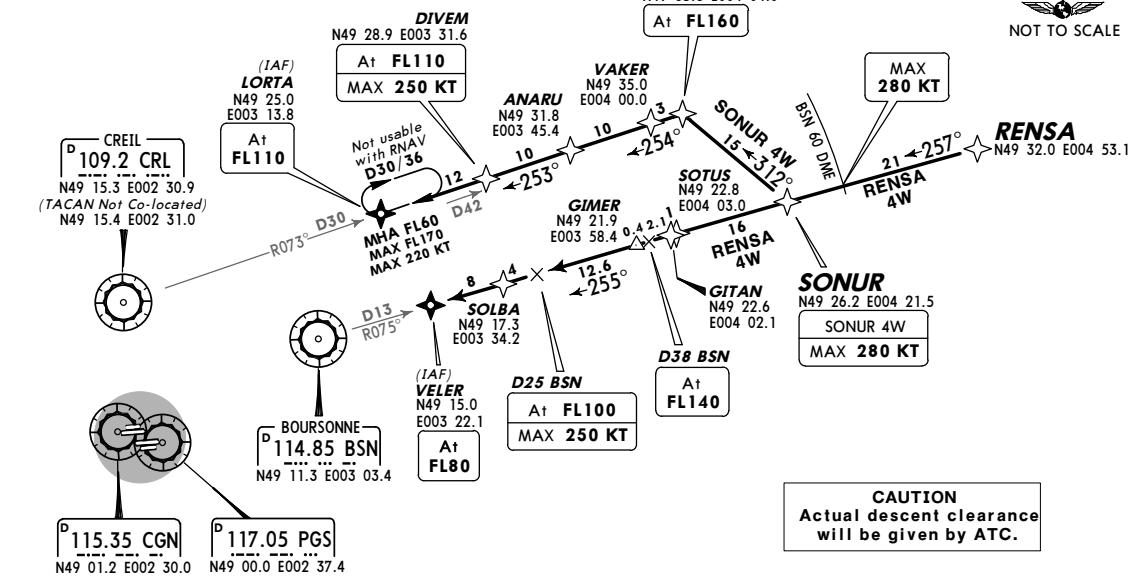 NOT TO SCALE
DIVEM
N49 28.9 E003 31.6
At FL110
MAX 250 KT
At FL160
MAX
280 KT
(IAF)
LORTA
N49 25.0
E003 13.8
At
FL110
VAKER
N49 35.0
E004 00.0
ANARU
N49 31.8
E003 45.4
Not usable
with RNAV
D30/36
12
10
10
3
←253°
←254°
SONUR 4W
15
←312°
BSN 60 DME
21
←257°
RENSA
4W
RENSA
N49 32.0 E004 53.1
CREIL
D 109.2 CRL
N49 15.3 E002 30.9
(TACAN Not Co-located)
N49 15.4 E002 31.0
R073°
D30
D42
MHA FL60
MAX FL170
MAX 220 KT
SOTUS
N49 22.8
E004 03.0
GIMER
N49 21.9
E003 58.4
0.4
2.1
1
16
RENSA
4W
SONUR
N49 26.2 E004 21.5
SONUR 4W
MAX 280 KT
GITAN
N49 22.6
E004 02.1
12.6
←255°
4
8
SOLBA
N49 17.3
E003 34.2
D13
R075°
D38 BSN
At
FL140
D25 BSN
At FL100
MAX 250 KT
(IAF)
VELER
N49 15.0
E003 22.1
At
FL80
BOURSONNE
D 114.85 BSN
N49 11.3 E003 03.4
D 115.35 CGN
N49 01.2 E002 30.0
D 117.05 PGS
N49 00.0 E002 37.4
CAUTION
Actual descent clearance
will be given by ATC.